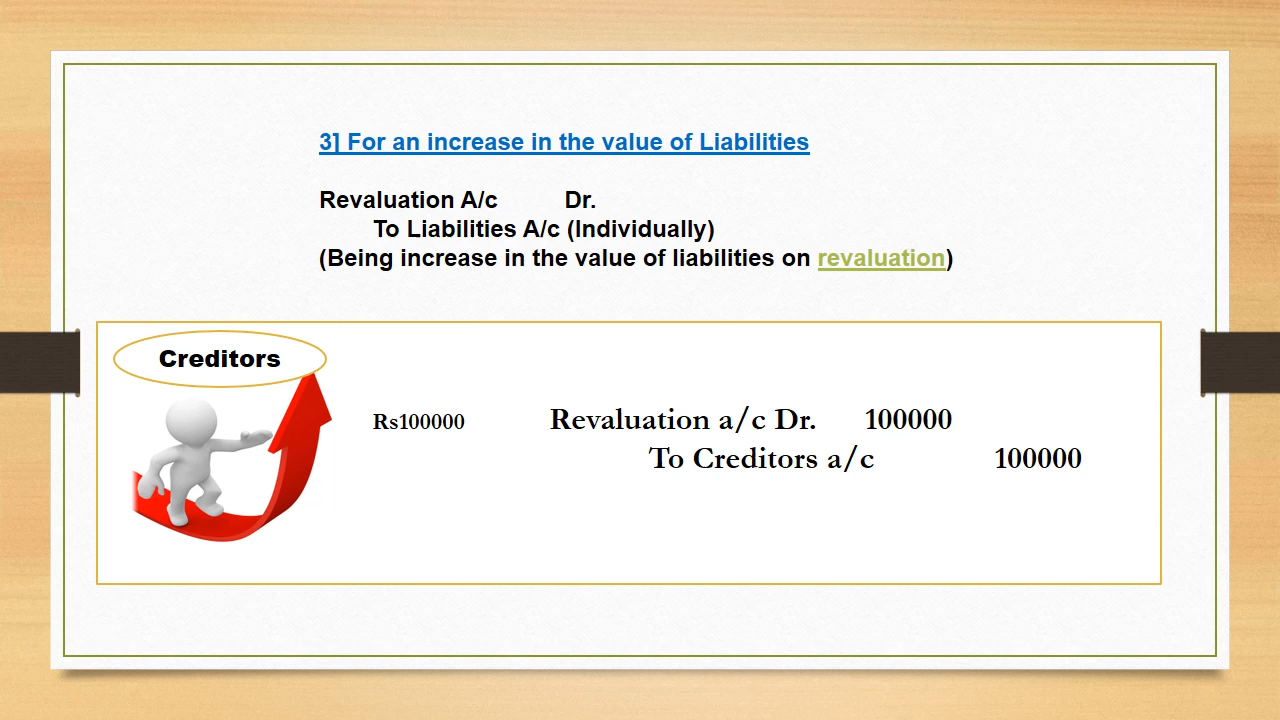 3] For an increase in the value of Liabilities
Revaluation A/c Dr.
To Liabilities A/c (Individually)
(Being increase in the value of liabilities on revaluation)
Creditors
Rs100000
Revaluation a/c Dr. 100000
To Creditors a/c 100000